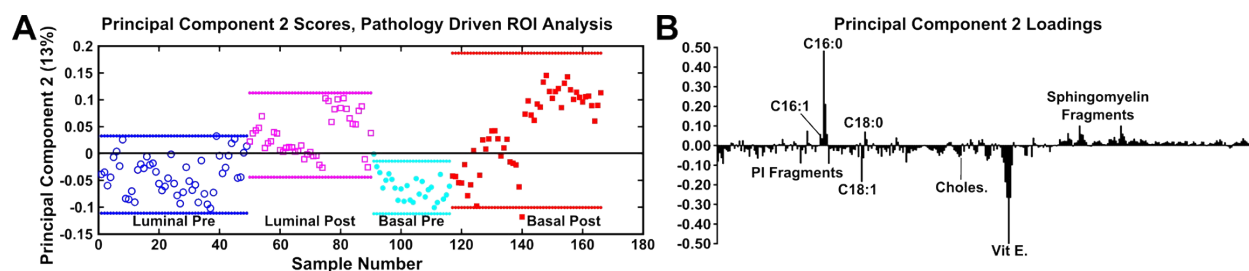 A
Principal Component 2 Scores, Pathology Driven ROI Analysis
Principal Component 2 (13%)
0.2
0.15
0.1
0.05
0
-0.05
-0.1
-0.15
Luminal Pre
Luminal Post
Basal Pre
Basal Post
0 20 40 60 80 100 120 140 160 180
Sample Number
B
Principal Component 2 Loadings
0.50
0.40
0.30
0.20
0.10
0.00
-0.10
-0.20
-0.30
-0.40
-0.50
C16:0
C16:1
C18:0
Sphingomyelin
Fragments
PI Fragments
C18:1
Choles.
Vit E.